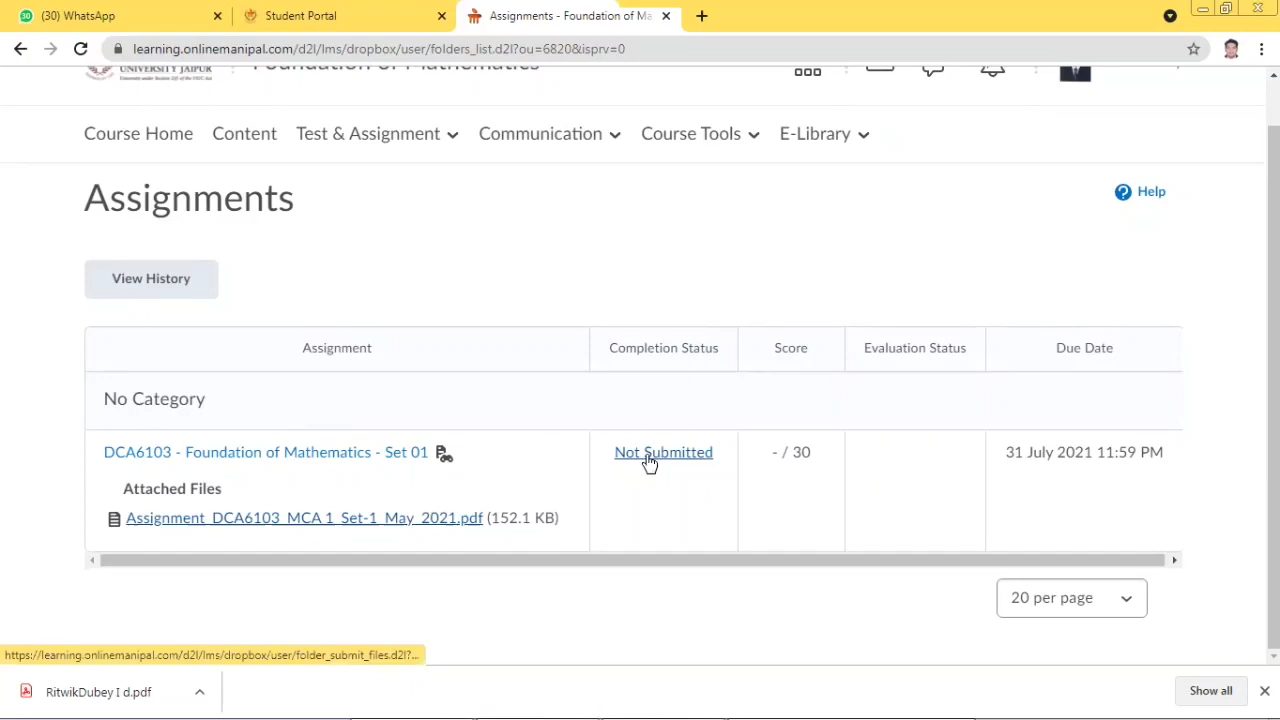 (30) WhatsApp
Student Portal
Assignments - Foundation of Ma
learning.onlinemanipal.com/d2l/lms/dropbox/user/folders_list.d2l?ou=6820&isprv=0
UNIVERSITY JAIPUR
Foundation of Mathematics
Course Home
Content
Test & Assignment
Communication
Course Tools
E-Library
Assignments
Help
View History
Assignment
Completion Status
Score
Evaluation Status
Due Date
No Category
DCA6103 - Foundation of Mathematics - Set 01
Not Submitted
- / 30
31 July 2021 11:59 PM
Attached Files
Assignment_DCA6103_MCA 1_Set-1_May_2021.pdf (152.1 KB)
20 per page
https://learning.onlinemanipal.com/d2l/lms/dropbox/user/folder_submit_files.d2l?...
RitwikDubey I d.pdf
Show all